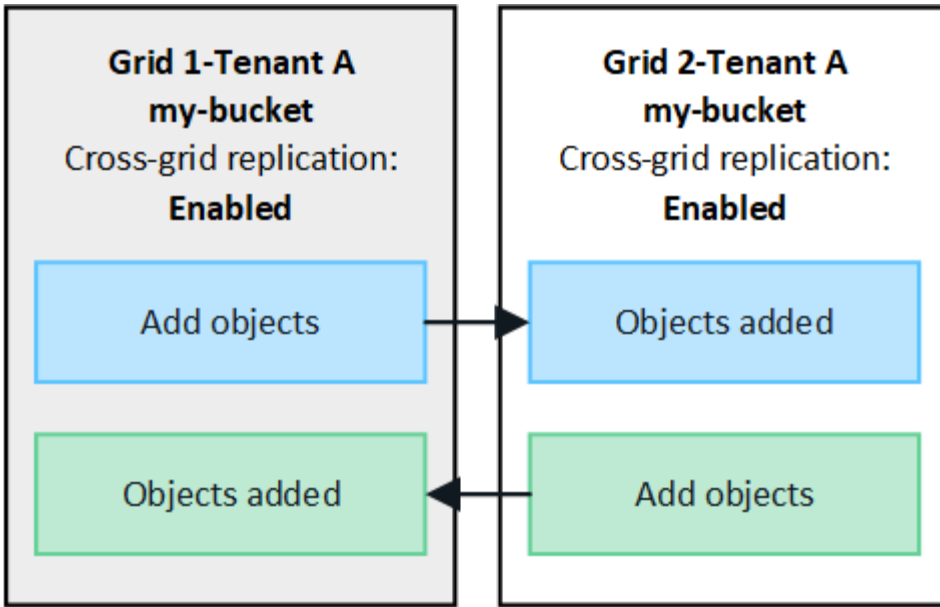 Grid 1-Tenant A
my-bucket
Cross-grid replication:
Enabled
Add objects
Objects added
Grid 2-Tenant A
my-bucket
Cross-grid replication:
Enabled
Objects added
Add objects